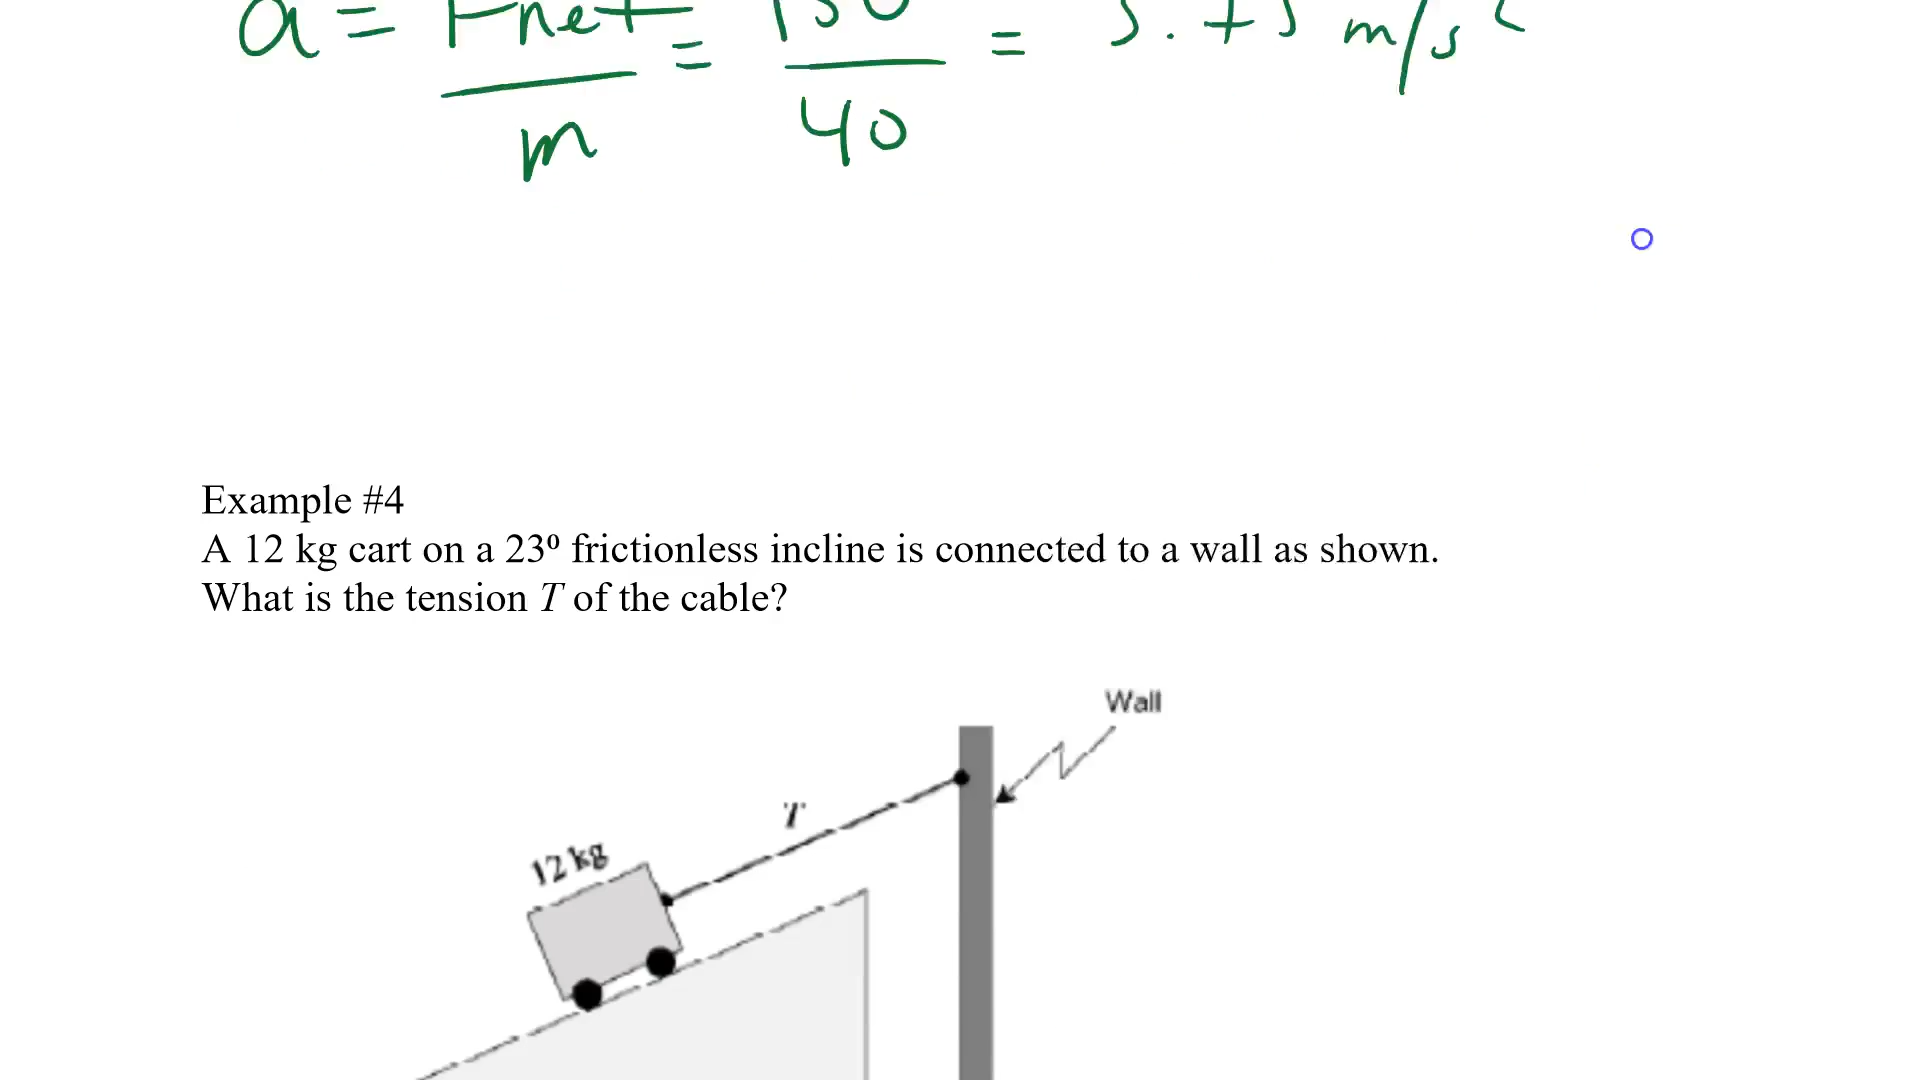 a = Fnet = 150 = 3.75 m/s²
m 40
Example #4
A 12 kg cart on a 23º frictionless incline is connected to a wall as shown.
What is the tension T of the cable?
Wall
T
12 kg